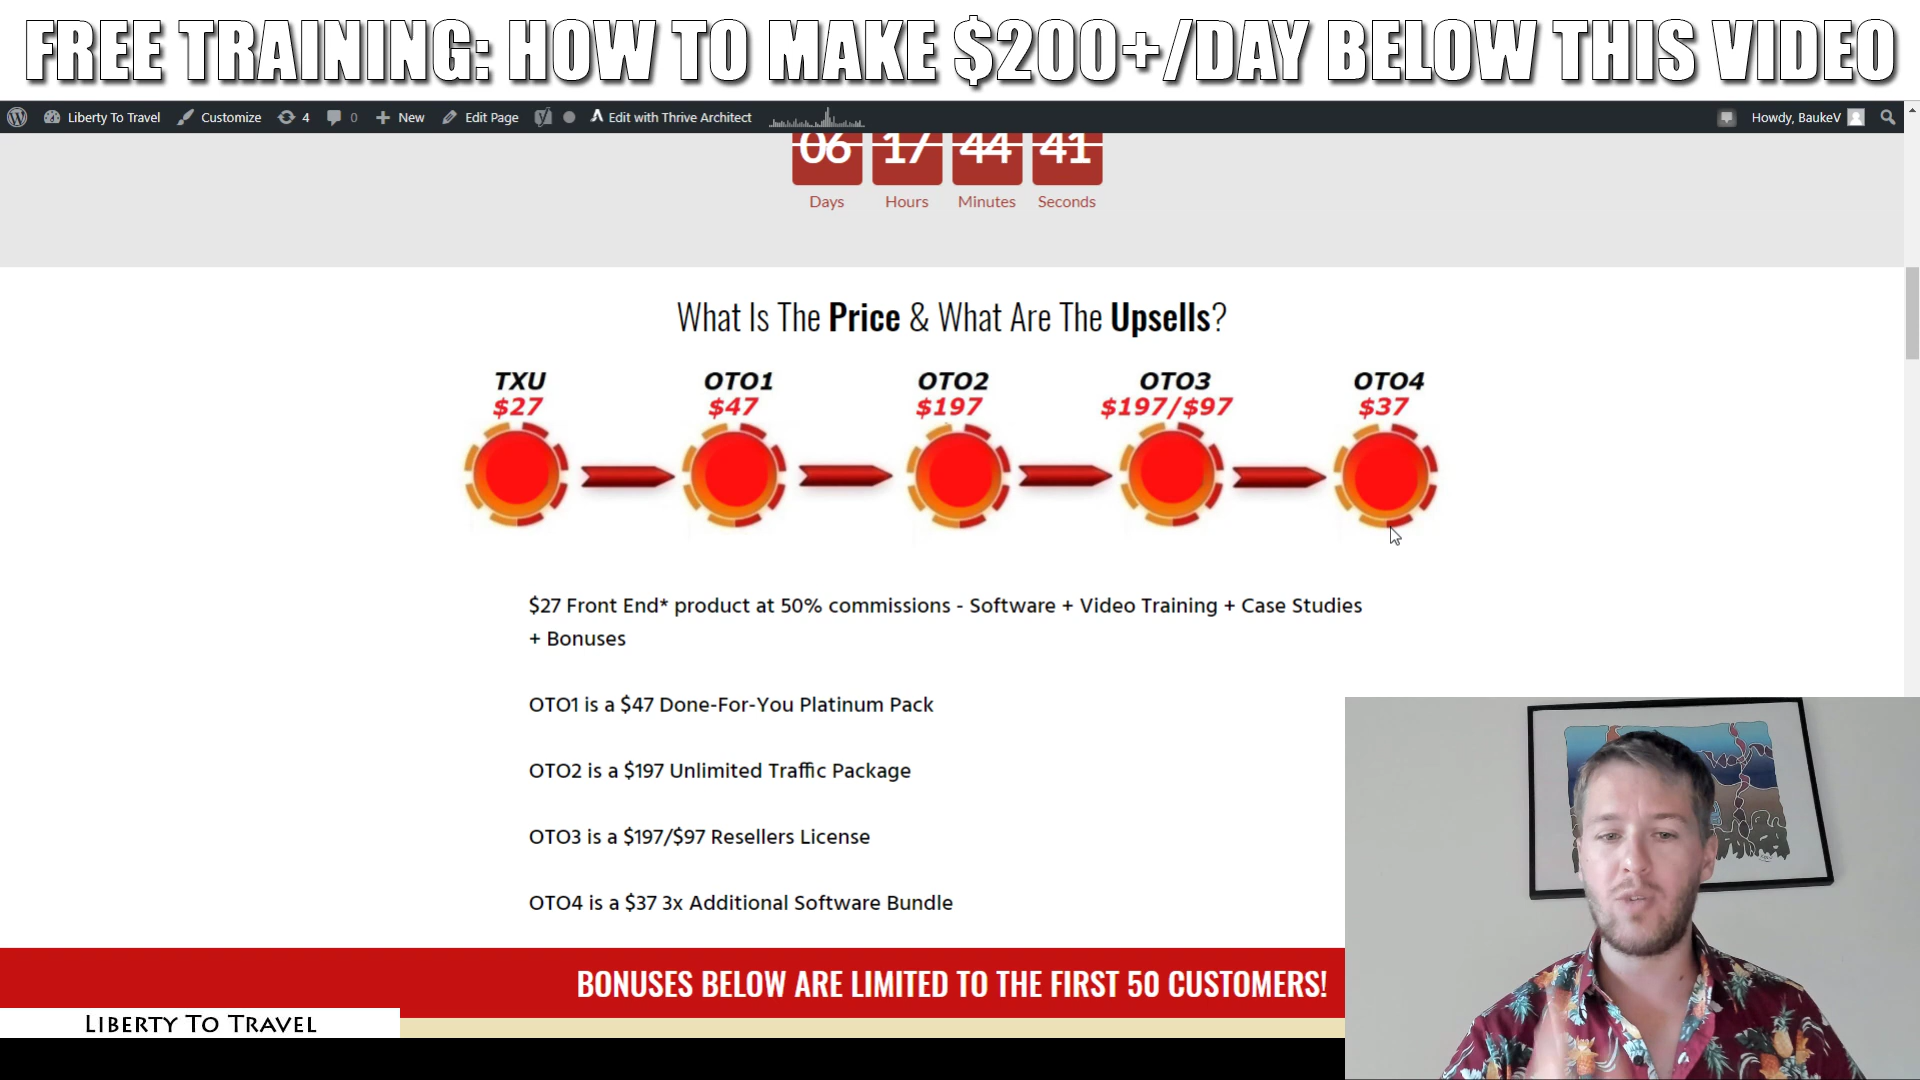 FREE TRAINING: HOW TO MAKE $200+/DAY BELOW THIS VIDEO
Liberty To Travel Customize 4 0 New Edit Page Edit with Thrive Architect Howdy, BaukeV
06 17 44 41
Days Hours Minutes Seconds
What Is The Price & What Are The Upsells?
TXU OTO1 OTO2 OTO3 OTO4
$27 $47 $197 $197/$97 $37
$27 Front End* product at 50% commissions - Software + Video Training + Case Studies
+ Bonuses
OTO1 is a $47 Done-For-You Platinum Pack
OTO2 is a $197 Unlimited Traffic Package
OTO3 is a $197/$97 Resellers License
OTO4 is a $37 3x Additional Software Bundle
BONUSES BELOW ARE LIMITED TO THE FIRST 50 CUSTOMERS!
LIBERTY TO TRAVEL